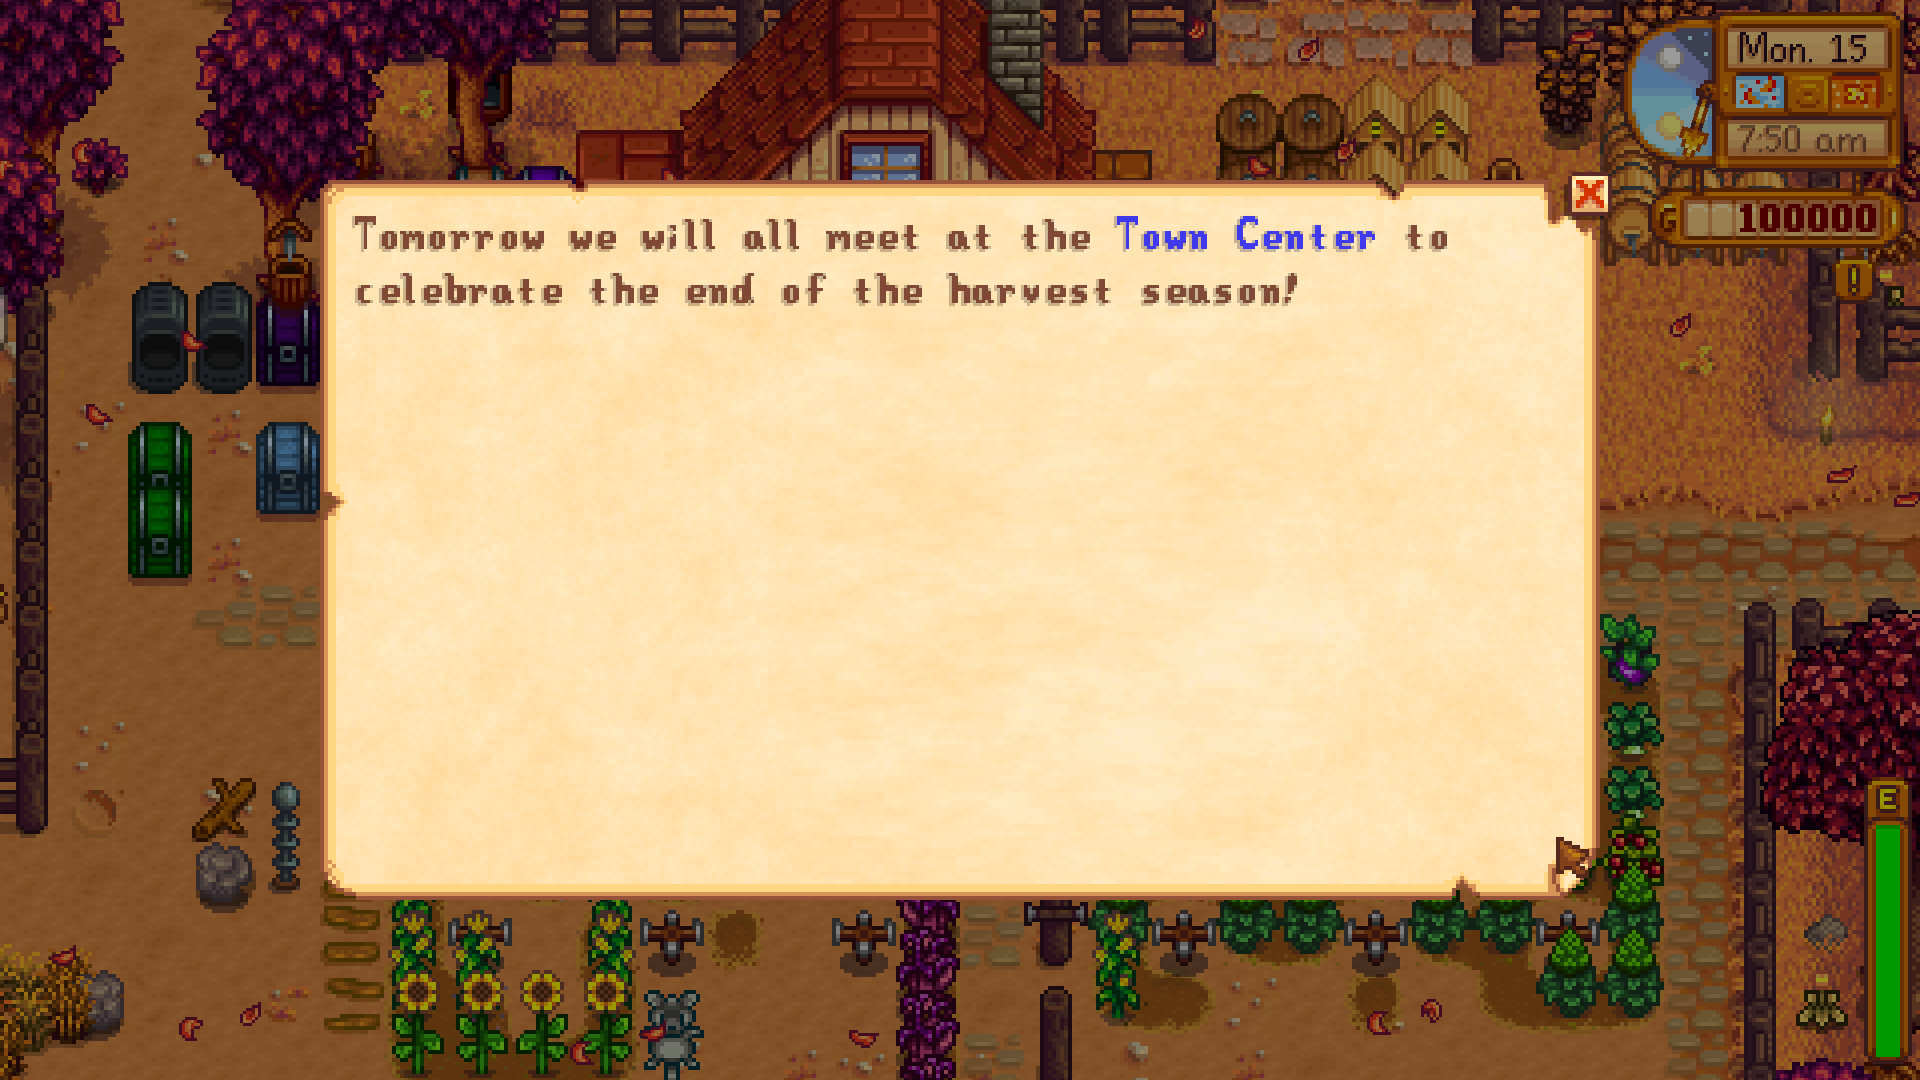 Mon. 15
7:50 am
G 100000
Tomorrow we will all meet at the Town Center to
celebrate the end of the harvest season!
E